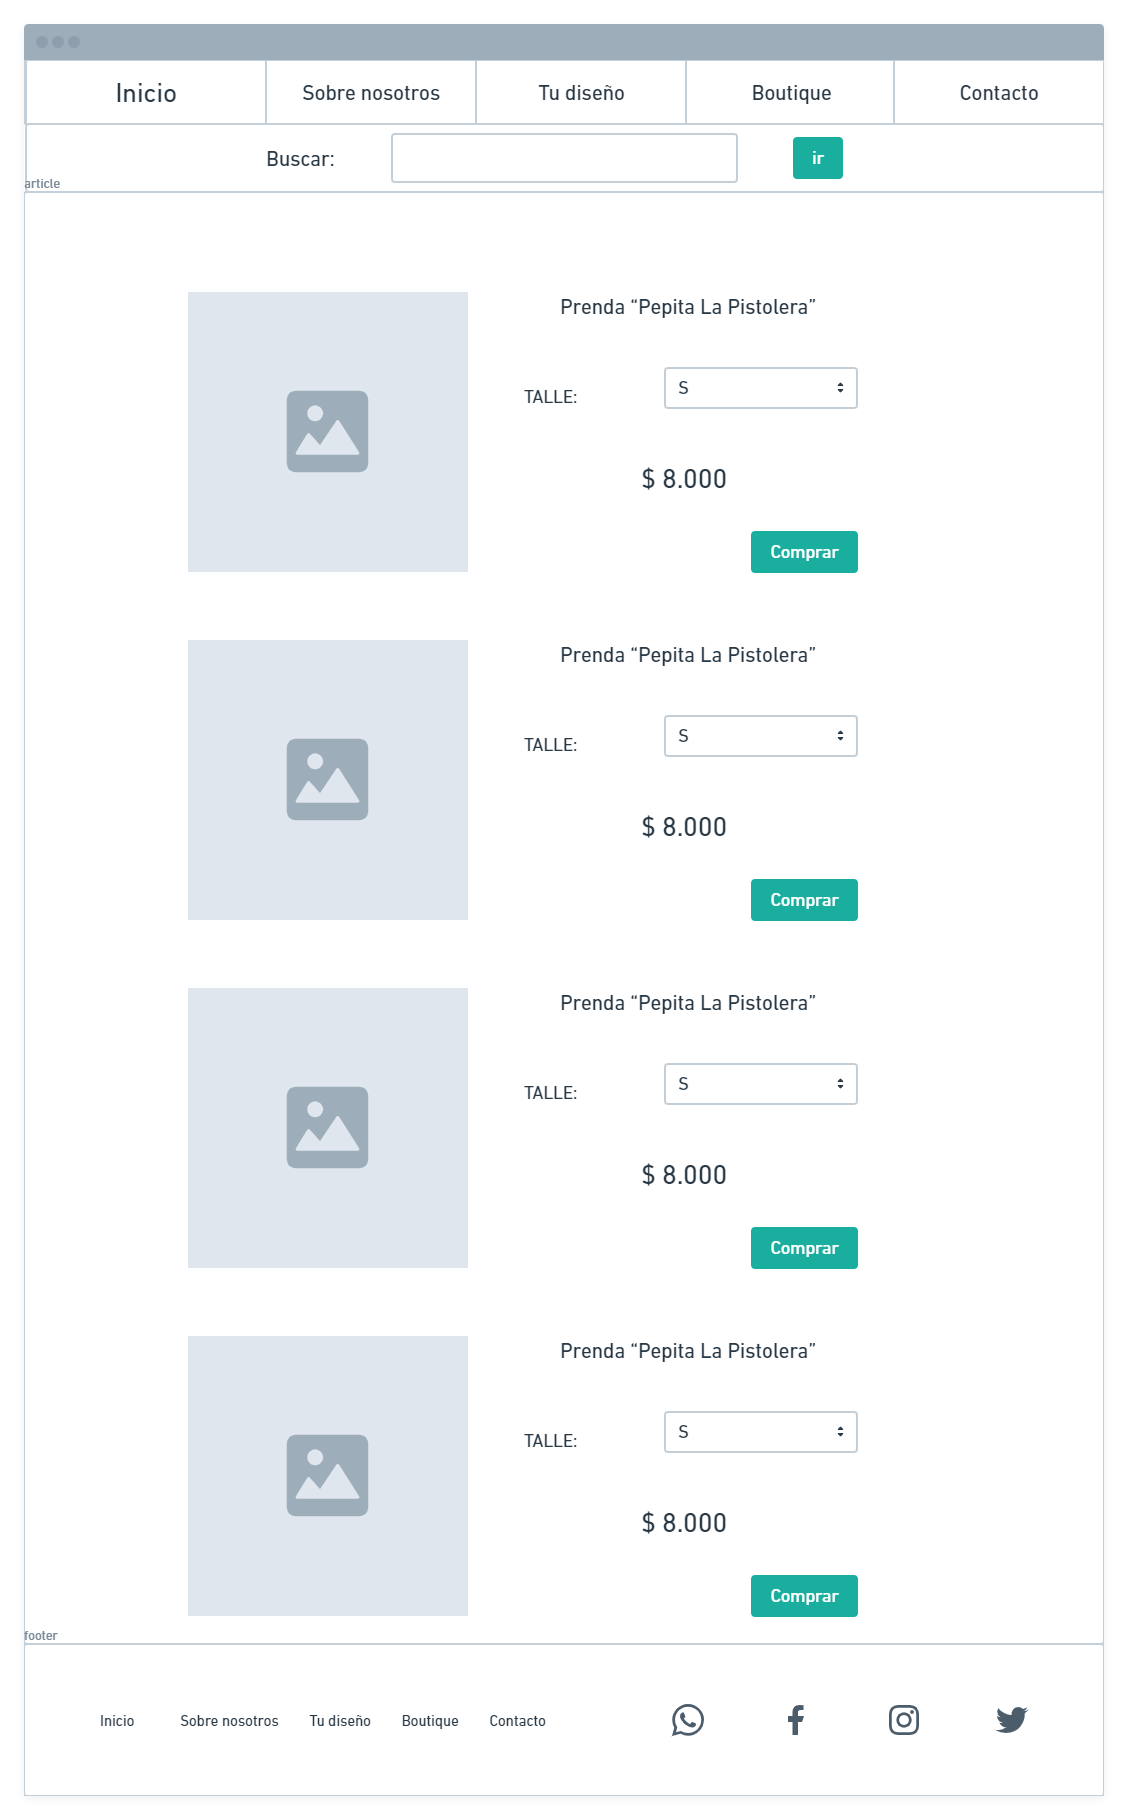 Inicio
Sobre nosotros
Tu diseño
Boutique
Contacto
Buscar:
ir
article
Prenda “Pepita La Pistolera”
TALLE:
S
$ 8.000
Comprar
Prenda “Pepita La Pistolera”
TALLE:
S
$ 8.000
Comprar
Prenda “Pepita La Pistolera”
TALLE:
S
$ 8.000
Comprar
Prenda “Pepita La Pistolera”
TALLE:
S
$ 8.000
Comprar
footer
Inicio
Sobre nosotros
Tu diseño
Boutique
Contacto